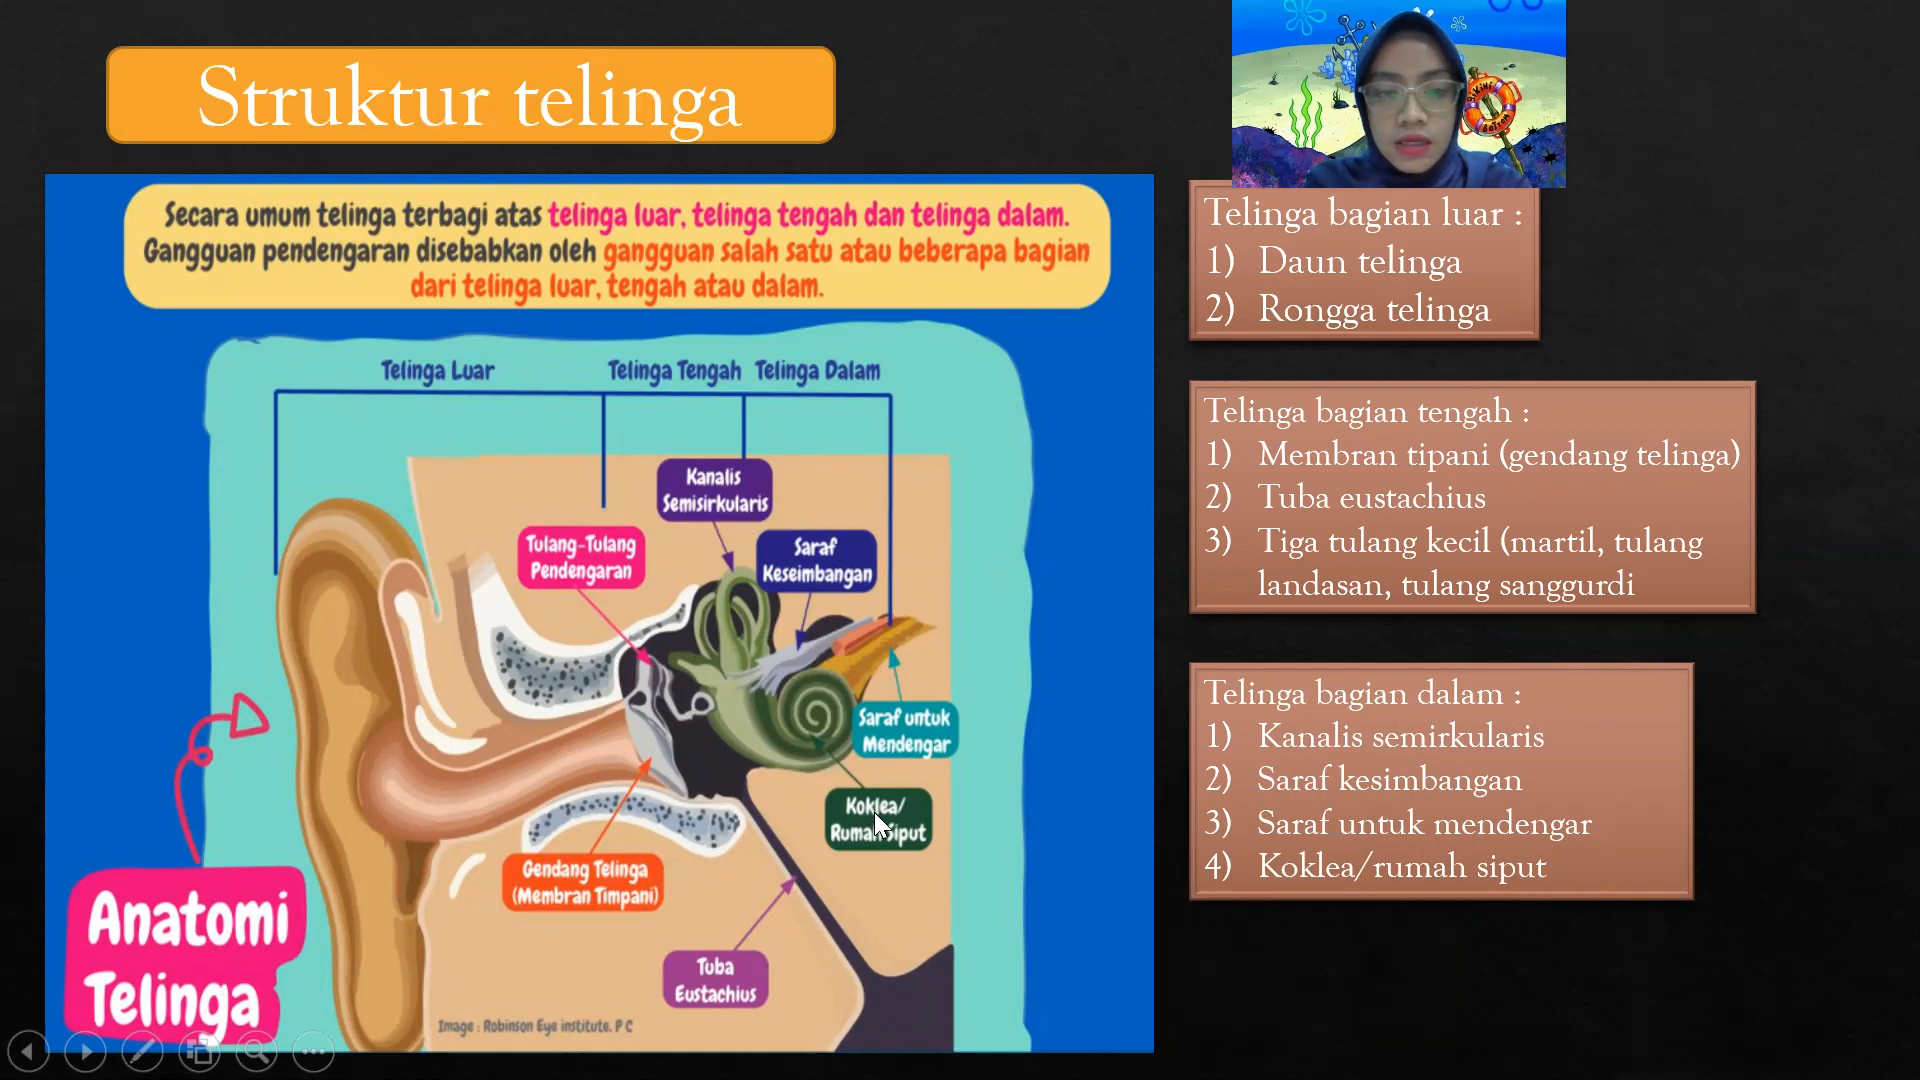 Struktur telinga
Secara umum telinga terbagi atas telinga luar, telinga tengah dan telinga dalam.
Gangguan pendengaran disebabkan oleh gangguan salah satu atau beberapa bagian
dari telinga luar, tengah atau dalam.
Telinga Luar
Telinga Tengah
Telinga Dalam
Kanalis
Semisirkularis
Tulang-Tulang
Pendengaran
Saraf
Keseimbangan
Saraf untuk
Mendengar
Koklea/
Rumah Siput
Gendang Telinga
(Membran Timpani)
Tuba
Eustachius
Anatomi
Telinga
Image : Robinson Eye institute. P C
BIKINI
BOTTOM
Telinga bagian luar :
1) Daun telinga
2) Rongga telinga
Telinga bagian tengah :
1) Membran tipani (gendang telinga)
2) Tuba eustachius
3) Tiga tulang kecil (martil, tulang
landasan, tulang sanggurdi
Telinga bagian dalam :
1) Kanalis semirkularis
2) Saraf kesimbangan
3) Saraf untuk mendengar
4) Koklea/rumah siput